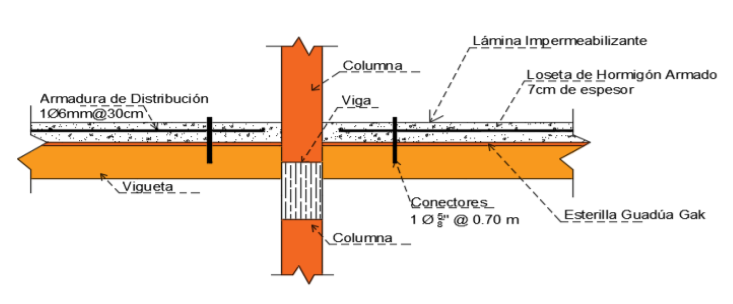 Lámina Impermeabilizante
Columna
Loseta de Hormigón Armado
7cm de espesor
Armadura de Distribución
1Ø6mm@30cm
Viga
Vigueta
Conectores
1 Ø 5/8" @ 0.70 m
Esterilla Guadúa Gak
Columna